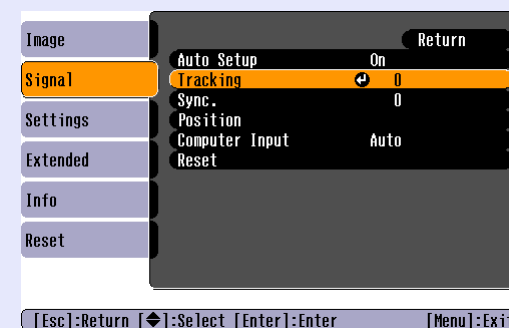 Image
Signal
Settings
Extended
Info
Reset
Return
Auto Setup On
Tracking 0
Sync. 0
Position
Computer Input Auto
Reset
[Esc]:Return [◆]:Select [Enter]:Enter [Menu]:Exit